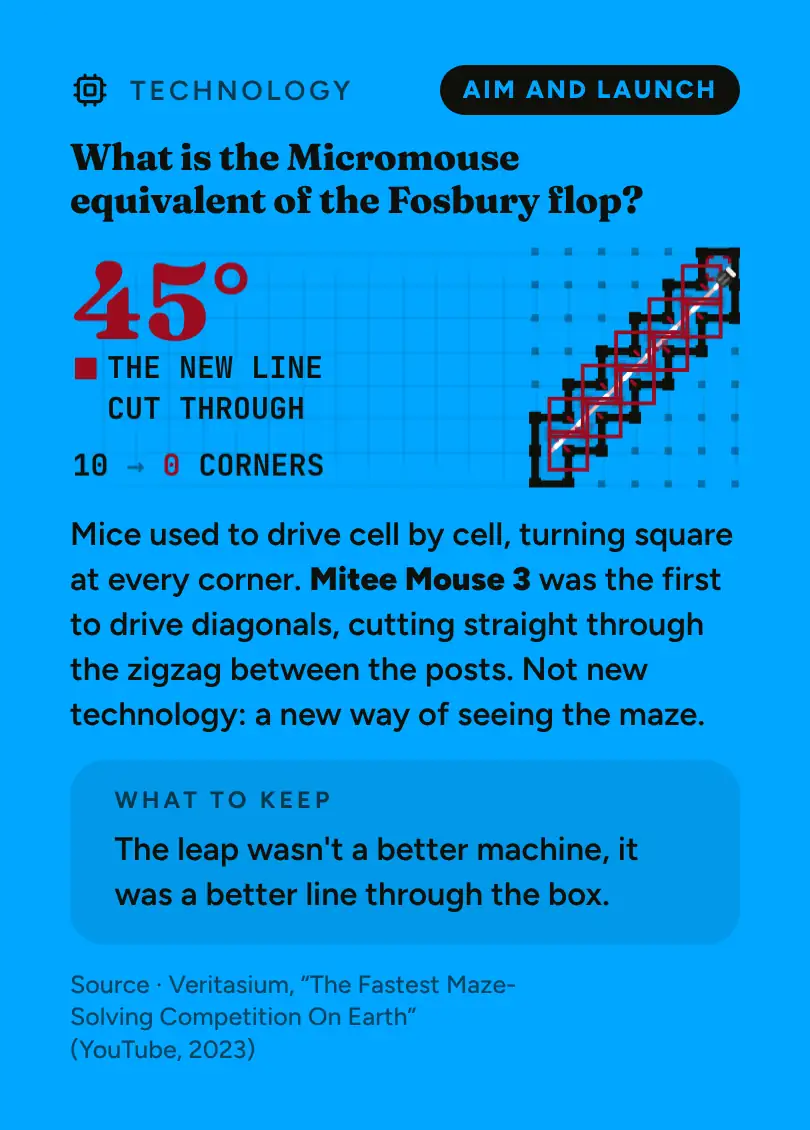 TECHNOLOGY
AIM AND LAUNCH
What is the Micromouse
equivalent of the Fosbury flop?
45°
THE NEW LINE
CUT THROUGH
10 → 0 CORNERS
Mice used to drive cell by cell, turning square
at every corner. Mitee Mouse 3 was the first
to drive diagonals, cutting straight through
the zigzag between the posts. Not new
technology: a new way of seeing the maze.
WHAT TO KEEP
The leap wasn't a better machine, it
was a better line through the box.
Source · Veritasium, “The Fastest Maze-
Solving Competition On Earth”
(YouTube, 2023)